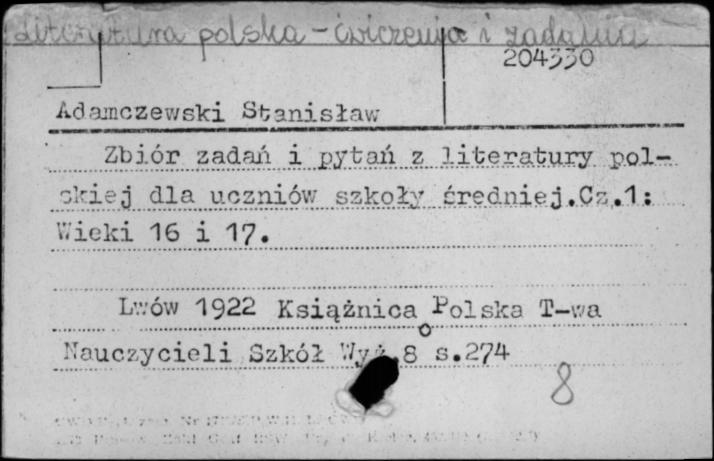 Literatura polska - ćwiczenia i zadania
204330
Adamczewski Stanisław
Zbiór zadań i pytań z literatury pol-
skiej dla uczniów szkoły średniej.Cz.1:
Wieki 16 i 17.
Lwów 1922 Książnica Polska T-wa
Nauczycieli Szkół Wyż.8° s.274
8